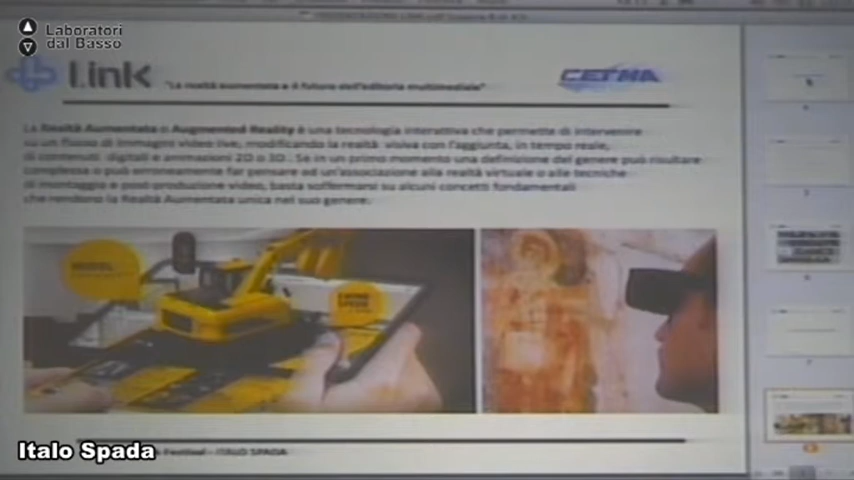 Laboratori
dal Basso
Link
"La realtà aumentata e il futuro dell'editoria multimediale"
CETMA
La Realtà Aumentata o Augmented Reality è una tecnologia interattiva che permette di intervenire
su un flusso di immagini video live, modificando la realtà visiva con l'aggiunta, in tempo reale,
di contenuti digitali e animazioni 2D o 3D. Se in un primo momento una definizione del genere può risultare
complessa o può erroneamente far pensare ad un'associazione alla realtà virtuale o alle tecniche
di montaggio e post produzione video, basta soffermarsi su alcuni concetti fondamentali
che rendono la Realtà Aumentata unica nel suo genere.
Festival - ITALO SPADA
Italo Spada